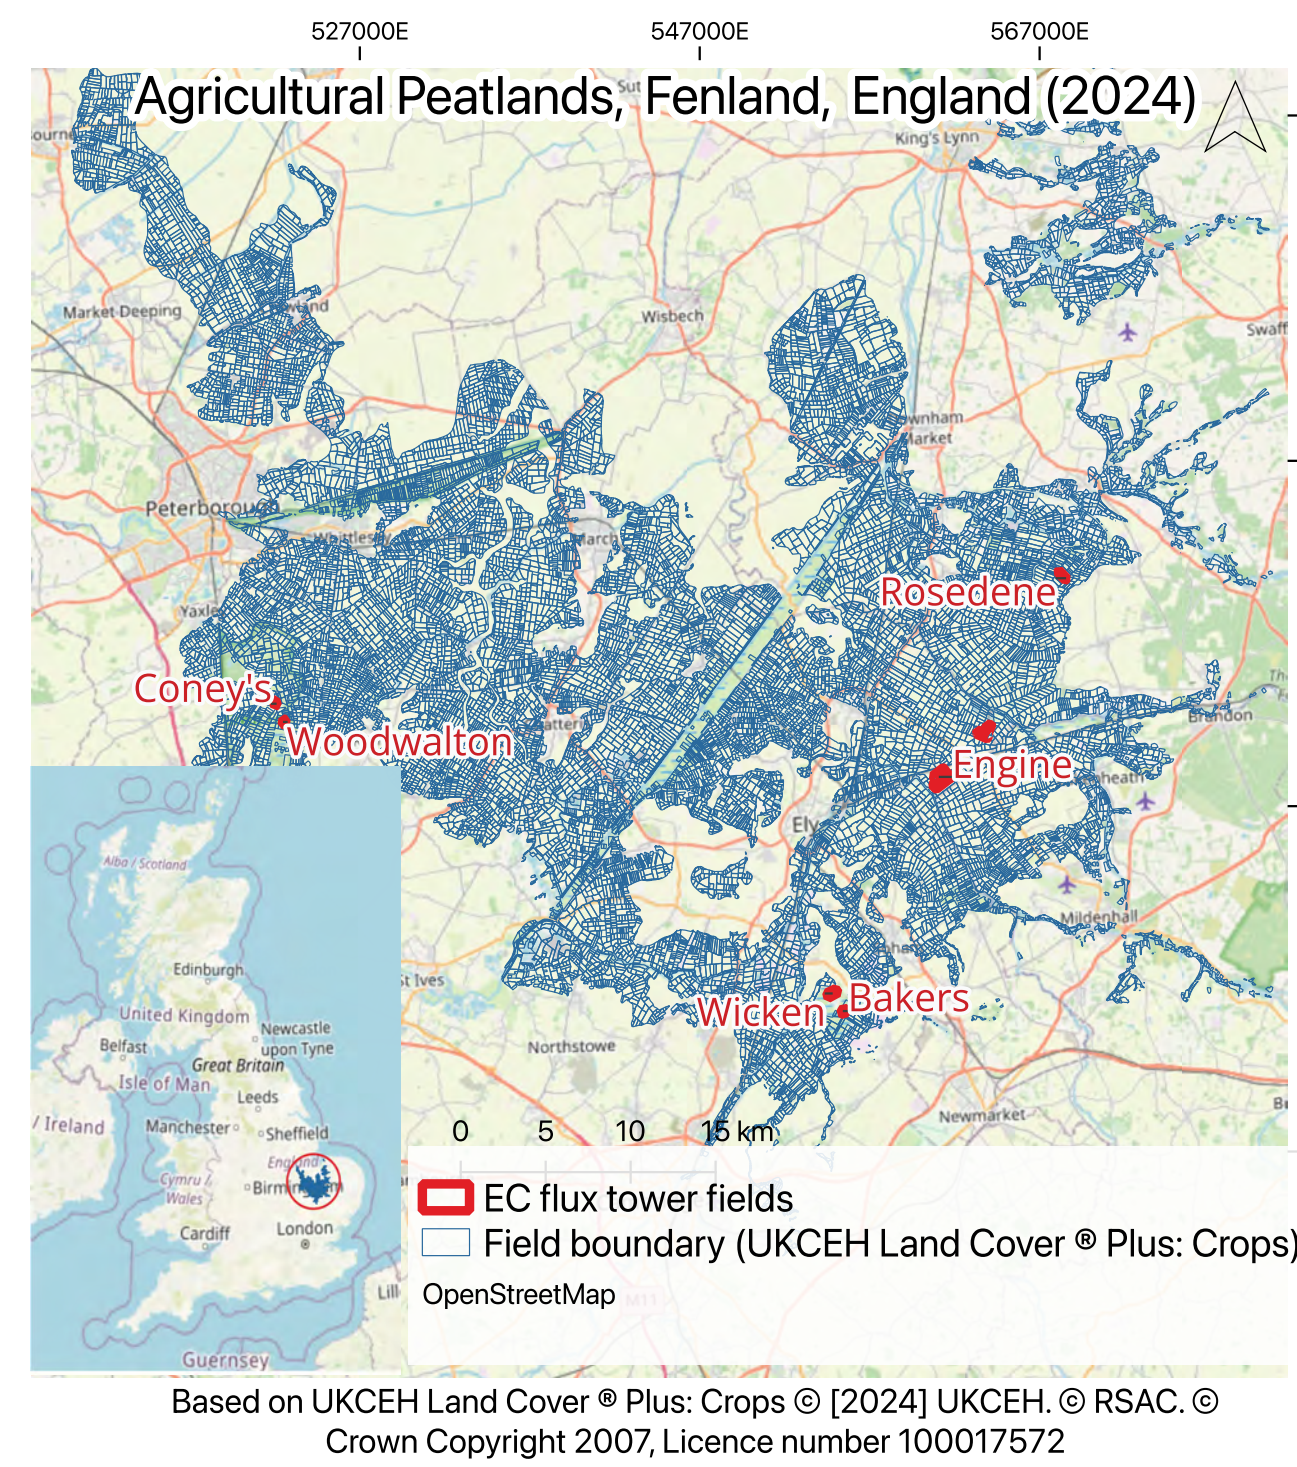 527000E 547000E 567000E
Agricultural Peatlands, Fenland, England (2024)
King's Lynn
Market Deeping
Wisbech
Swaff
Market
Peterborough
Whittlesey
March
Rosedene
Yaxle
Coney's
Woodwalton
Brandon
Engine
Ely
Alba / Scotland
Mildenhall
Edinburgh
St Ives
Wicken
Bakers
United Kingdom
Newcastle
upon Tyne
Belfast
Great Britain
Northstowe
Isle of Man
Leeds
/ Ireland
Manchester
Sheffield
Newmarket
0 5 10 15 km
England
Cymru /
Wales
Birmingham
Cardiff
London
EC flux tower fields
Field boundary (UKCEH Land Cover ® Plus: Crops)
OpenStreetMap
Lill
M11
Guernsey
Based on UKCEH Land Cover ® Plus: Crops © [2024] UKCEH. © RSAC. ©
Crown Copyright 2007, Licence number 100017572